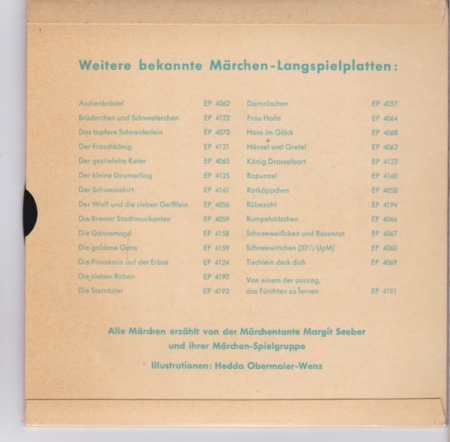 Weitere bekannte Märchen-Langspielplatten:
Aschenbrödel EP 4062
Brüderchen und Schwesterchen EP 4122
Das tapfere Schneiderlein EP 4070
Der Froschkönig EP 4121
Der gestiefelte Kater EP 4065
Der kleine Däumerling EP 4125
Der Schweinehirt EP 4161
Der Wolf und die sieben Geißlein EP 4056
Die Bremer Stadtmusikanten EP 4059
Die Gänsemagd EP 4158
Die goldene Gans EP 4159
Die Prinzessin auf der Erbse EP 4124
Die sieben Raben EP 4192
Die Sterntaler EP 4193
Dornröschen EP 4057
Frau Holle EP 4064
Hans im Glück EP 4068
Hänsel und Gretel EP 4063
König Drosselbart EP 4123
Rapunzel EP 4160
Rotkäppchen EP 4058
Rübezahl EP 4194
Rumpelstilzchen EP 4066
Schneeweißchen und Rosenrot EP 4067
Schneewittchen (33⅓ UpM) EP 4060
Tischlein deck dich EP 4069
Von einem der auszog,
das Fürchten zu lernen EP 4191
Alle Märchen erzählt von der Märchentante Margit Seeber
und ihrer Märchen-Spielgruppe
Illustrationen: Hedda Obermaier-Wenz